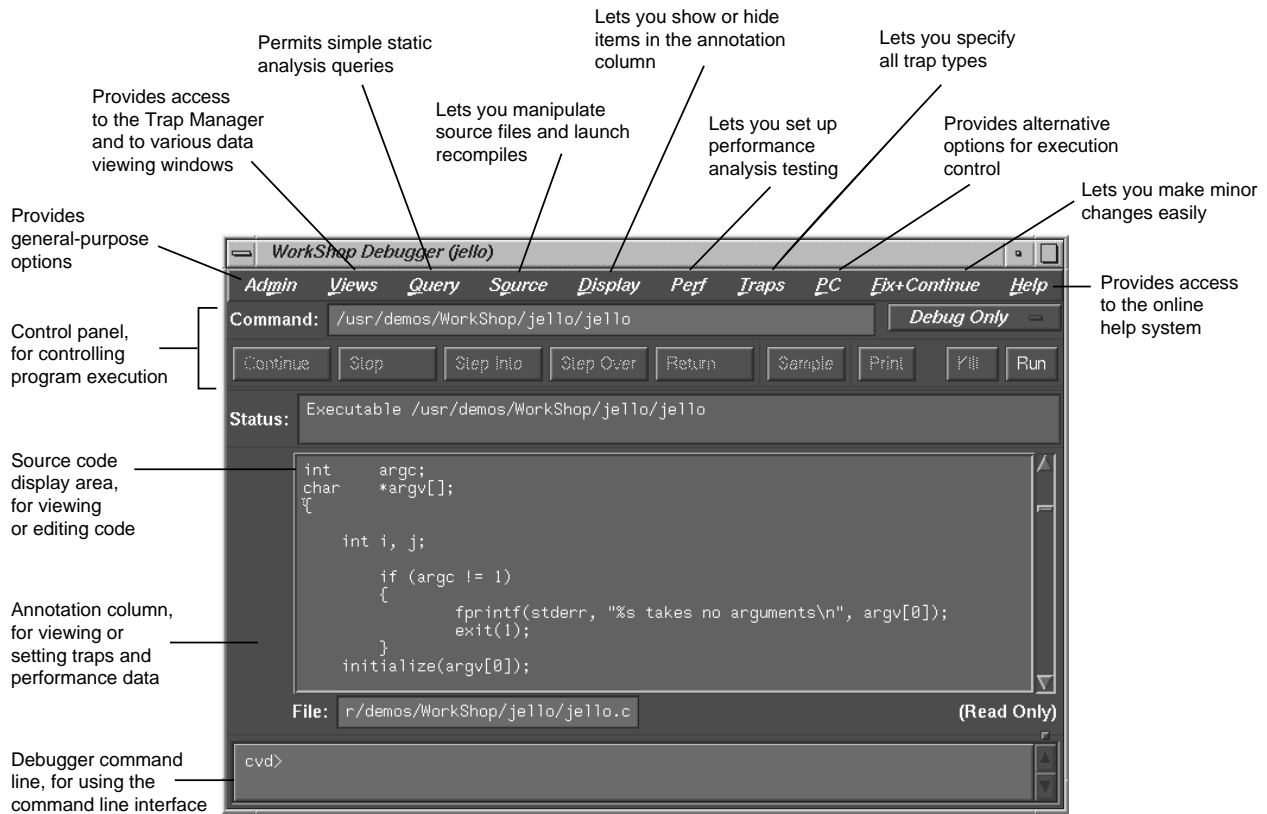 Lets you show or hide
items in the annotation
column
Permits simple static
analysis queries
Lets you specify
all trap types
Provides access
to the Trap Manager
and to various data
viewing windows
Lets you manipulate
source files and launch
recompiles
Lets you set up
performance
analysis testing
Provides alternative
options for execution
control
Lets you make minor
changes easily
Provides
general-purpose
options
WorkShop Debugger (jello)
Admin Views Query Source Display Perf Traps PC Fix+Continue Help
Provides access
to the online
help system
Control panel,
for controlling
program execution
Command: /usr/demos/WorkShop/jello/jello Debug Only
Continue Stop Step Into Step Over Return Sample Print Kill Run
Status: Executable /usr/demos/WorkShop/jello/jello
Source code
display area,
for viewing
or editing code
int argc;
char *argv[];
{
int i, j;
if (argc != 1)
{
fprintf(stderr, "%s takes no arguments\n", argv[0]);
exit(1);
}
initialize(argv[0]);
Annotation column,
for viewing or
setting traps and
performance data
File: r/demos/WorkShop/jello/jello.c (Read Only)
Debugger command
line, for using the
command line interface
cvd>